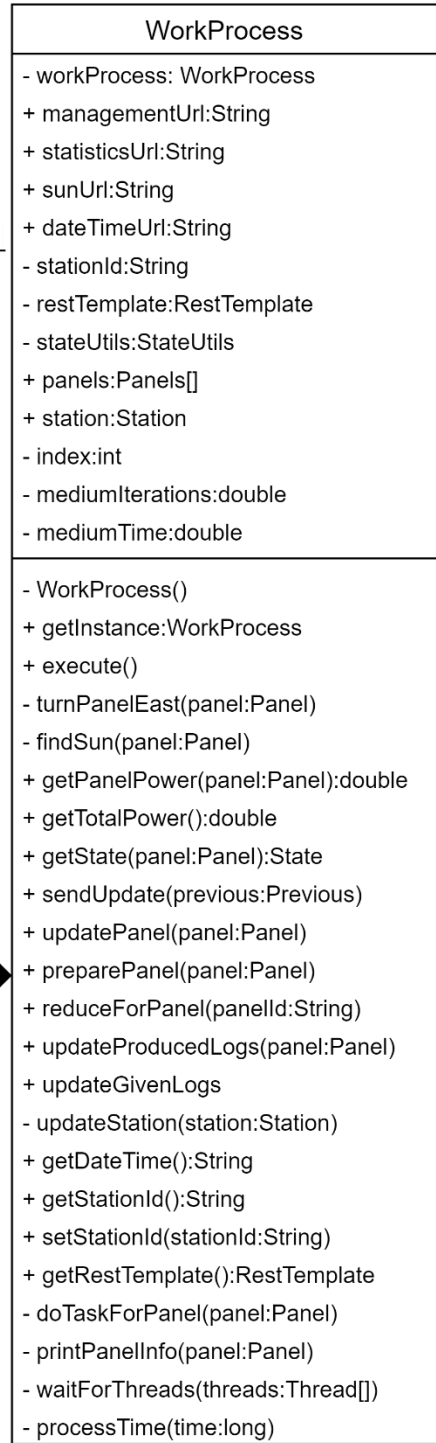 WorkProcess
- workProcess: WorkProcess
+ managementUrl:String
+ statisticsUrl:String
+ sunUrl:String
+ dateTimeUrl:String
- stationId:String
- restTemplate:RestTemplate
- stateUtils:StateUtils
+ panels:Panels[]
+ station:Station
- index:int
- mediumIterations:double
- mediumTime:double
- WorkProcess()
+ getInstance:WorkProcess
+ execute()
- turnPanelEast(panel:Panel)
- findSun(panel:Panel)
+ getPanelPower(panel:Panel):double
+ getTotalPower():double
+ getState(panel:Panel):State
+ sendUpdate(previous:Previous)
+ updatePanel(panel:Panel)
+ preparePanel(panel:Panel)
+ reduceForPanel(panelId:String)
+ updateProducedLogs(panel:Panel)
+ updateGivenLogs
- updateStation(station:Station)
+ getDateTime():String
+ getStationId():String
+ setStationId(stationId:String)
+ getRestTemplate():RestTemplate
- doTaskForPanel(panel:Panel)
- printPanelInfo(panel:Panel)
- waitForThreads(threads:Thread[])
- processTime(time:long)